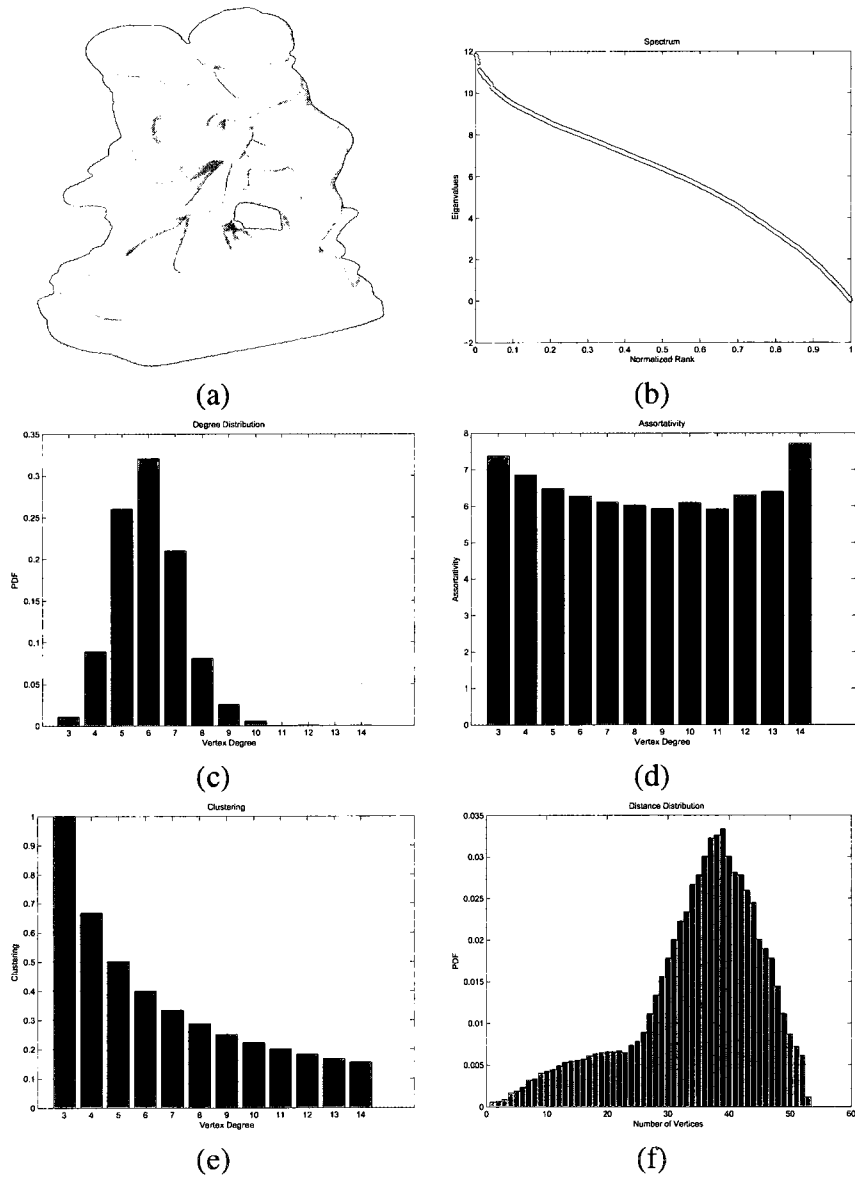 Spectrum
12
10
8
6
4
2
0
-2
Eigenvalues
0 0.1 0.2 0.3 0.4 0.5 0.6 0.7 0.8 0.9 1
Normalized Rank
(a)
(b)
Degree Distribution
0.35
0.3
0.25
0.2
0.15
0.1
0.05
0
PDF
3 4 5 6 7 8 9 10 11 12 13 14
Vertex Degree
(c)
Assortativity
8
7
6
5
4
3
2
1
0
Assortativity
3 4 5 6 7 8 9 10 11 12 13 14
Vertex Degree
(d)
Clustering
1
0.9
0.8
0.7
0.6
0.5
0.4
0.3
0.2
0.1
0
Clustering
3 4 5 6 7 8 9 10 11 12 13 14
Vertex Degree
(e)
Distance Distribution
0.035
0.03
0.025
0.02
0.015
0.01
0.005
0
PDF
0 10 20 30 40 50 60
Number of Vertices
(f)